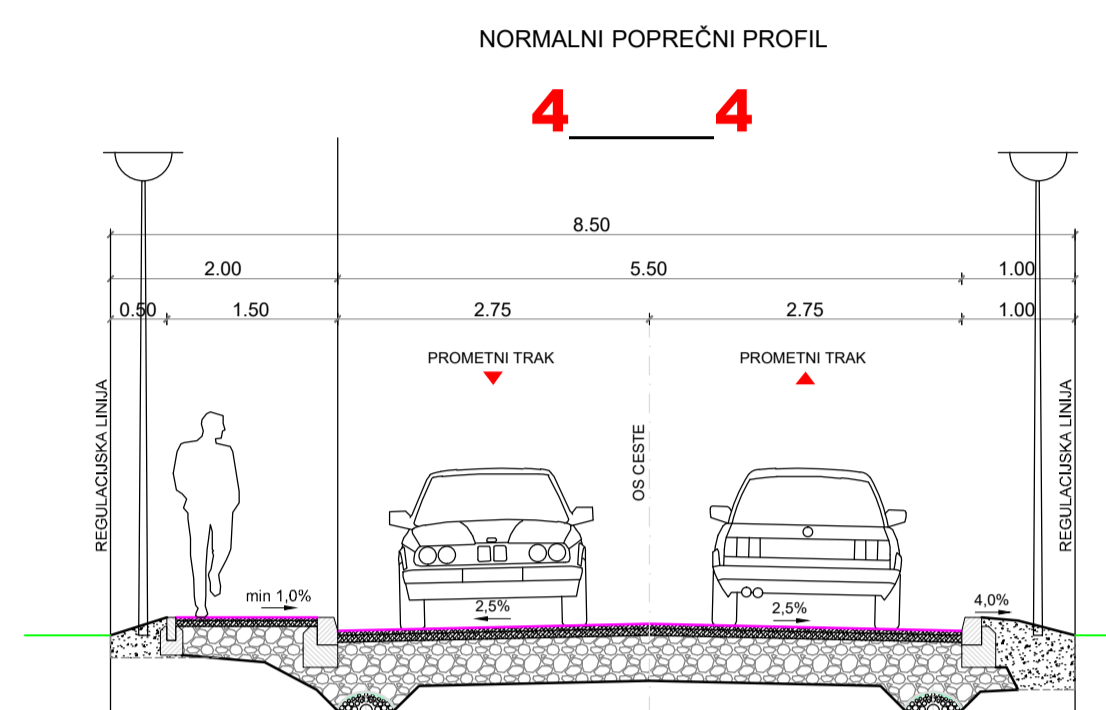 NORMALNI POPREČNI PROFIL
4 4
8.50
2.00 5.50 1.00
0.50 1.50 2.75 2.75 1.00
PROMETNI TRAK PROMETNI TRAK
REGULACIJSKA LINIJA
OS CESTE
REGULACIJSKA LINIJA
min 1,0% 2,5% 2,5% 4,0%